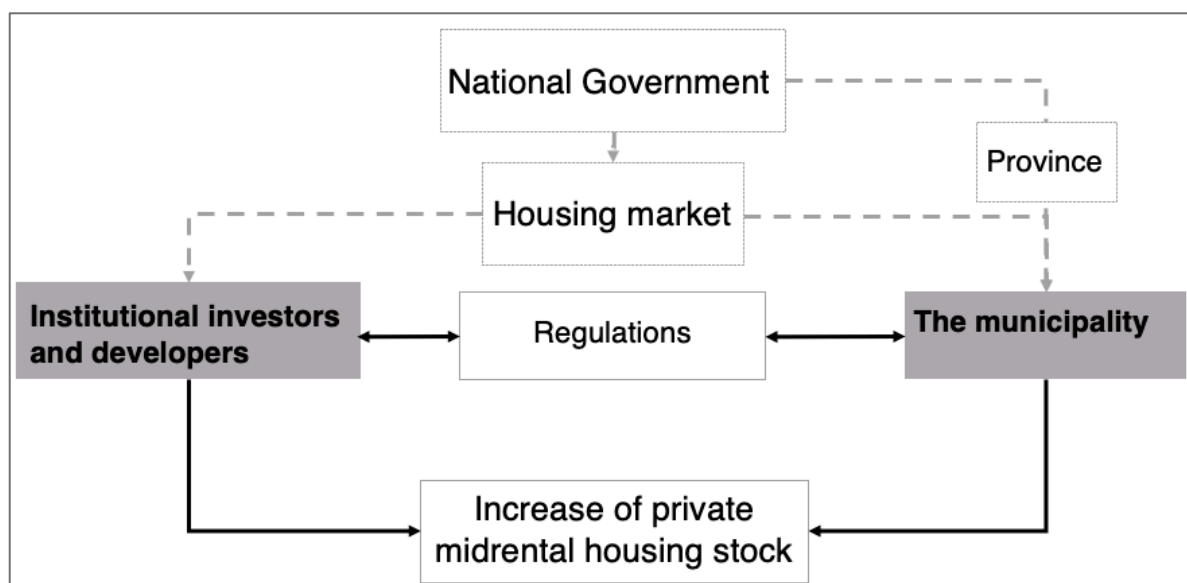 National Government
Province
Housing market
Institutional investors
and developers
Regulations
The municipality
Increase of private
midrental housing stock